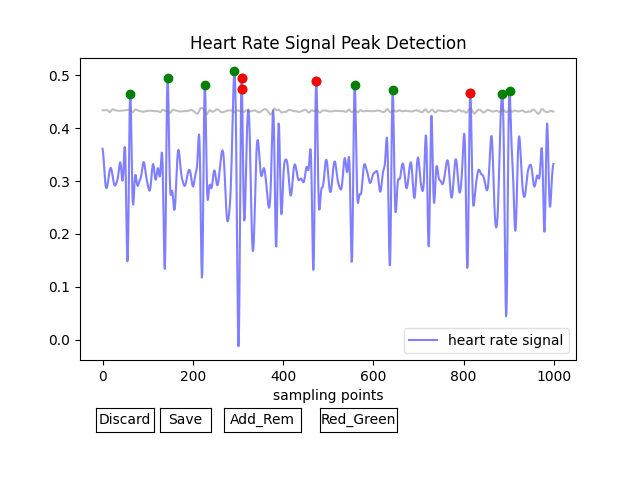 Heart Rate Signal Peak Detection
0.5
0.4
0.3
0.2
0.1
0.0
heart rate signal
0 200 400 600 800 1000
sampling points
Discard Save Add_Rem Red_Green